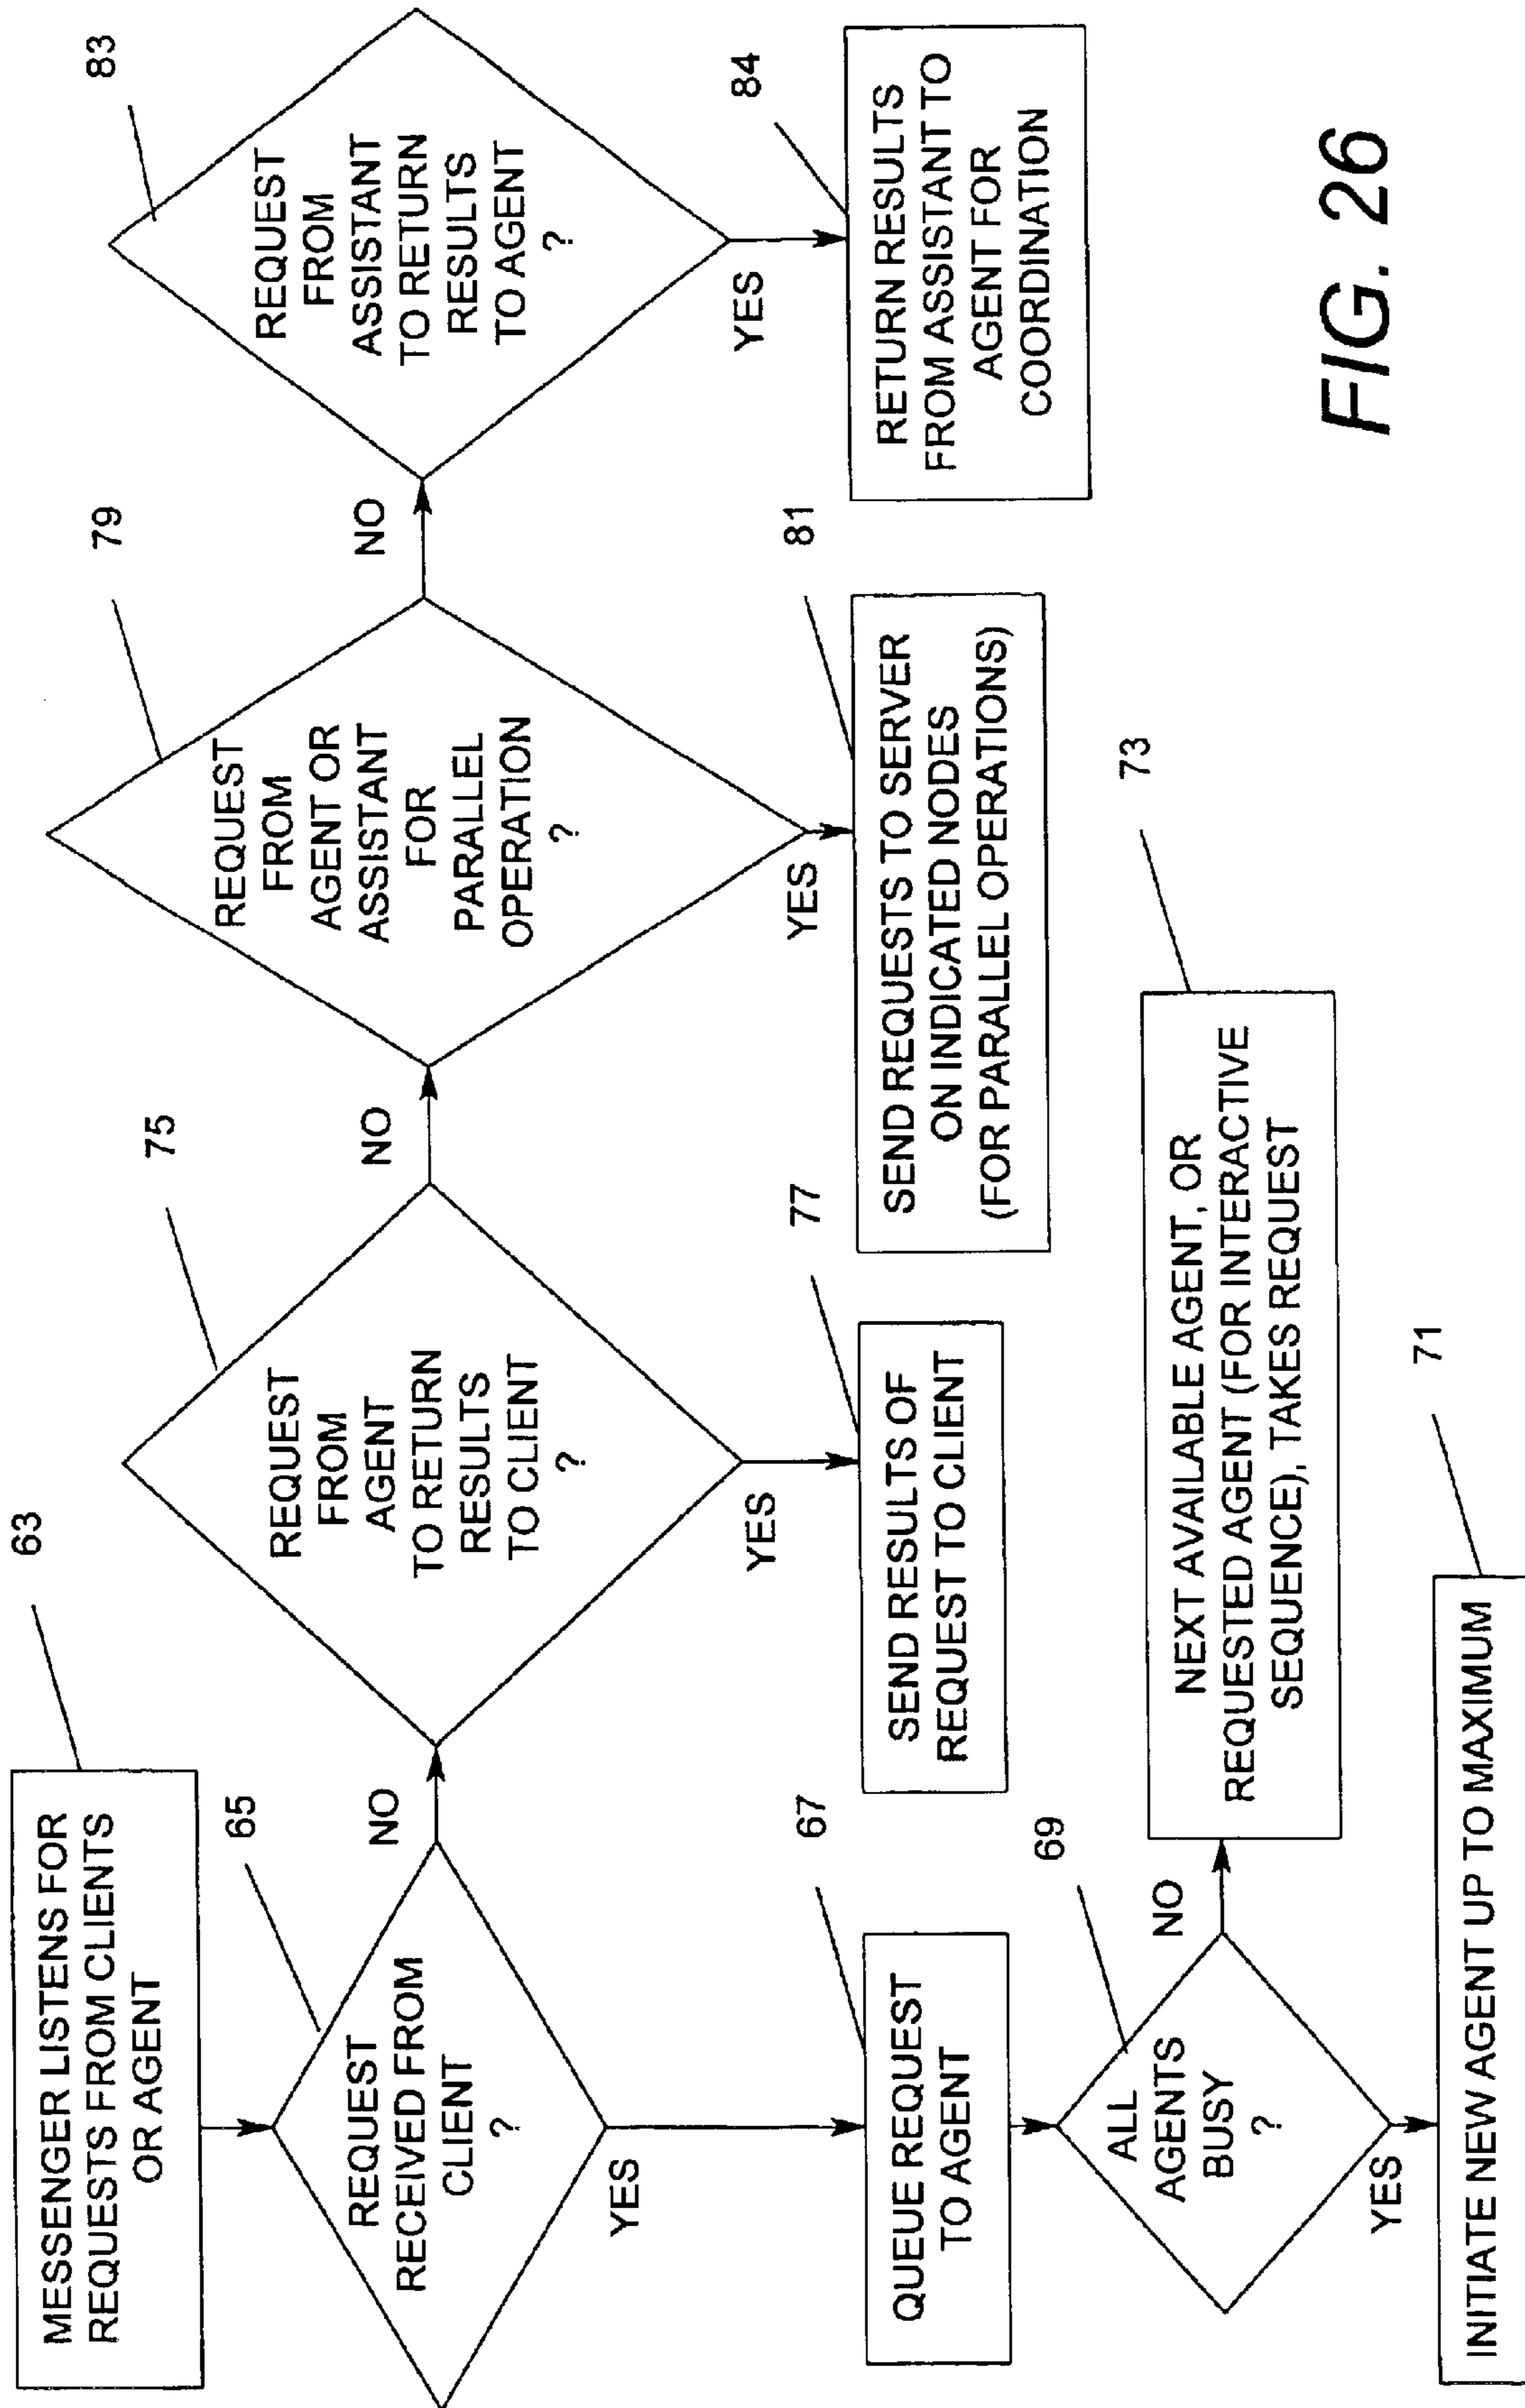 MESSENGER LISTENS FOR
REQUESTS FROM CLIENTS
OR AGENT
63
REQUEST
RECEIVED FROM
CLIENT
?
65
NO
YES
REQUEST
FROM
AGENT
TO RETURN
RESULTS
TO CLIENT
?
75
NO
YES
REQUEST
FROM
AGENT OR
ASSISTANT
FOR
PARALLEL
OPERATION
?
79
NO
YES
REQUEST
FROM
ASSISTANT
TO RETURN
RESULTS
TO AGENT
?
83
YES
QUEUE REQUEST
TO AGENT
67
SEND RESULTS OF
REQUEST TO CLIENT
77
SEND REQUESTS TO SERVER
ON INDICATED NODES
(FOR PARALLEL OPERATIONS)
81
RETURN RESULTS
FROM ASSISTANT TO
AGENT FOR
COORDINATION
84
ALL
AGENTS
BUSY
?
69
NO
YES
NEXT AVAILABLE AGENT, OR
REQUESTED AGENT (FOR INTERACTIVE
SEQUENCE), TAKES REQUEST
73
INITIATE NEW AGENT UP TO MAXIMUM
71
FIG. 26